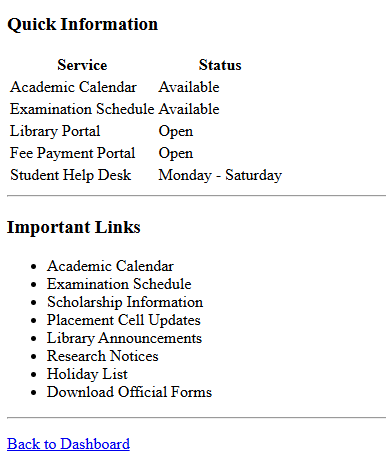 Quick Information
Service Status
Academic Calendar Available
Examination Schedule Available
Library Portal Open
Fee Payment Portal Open
Student Help Desk Monday - Saturday
Important Links
Academic Calendar
Examination Schedule
Scholarship Information
Placement Cell Updates
Library Announcements
Research Notices
Holiday List
Download Official Forms
Back to Dashboard